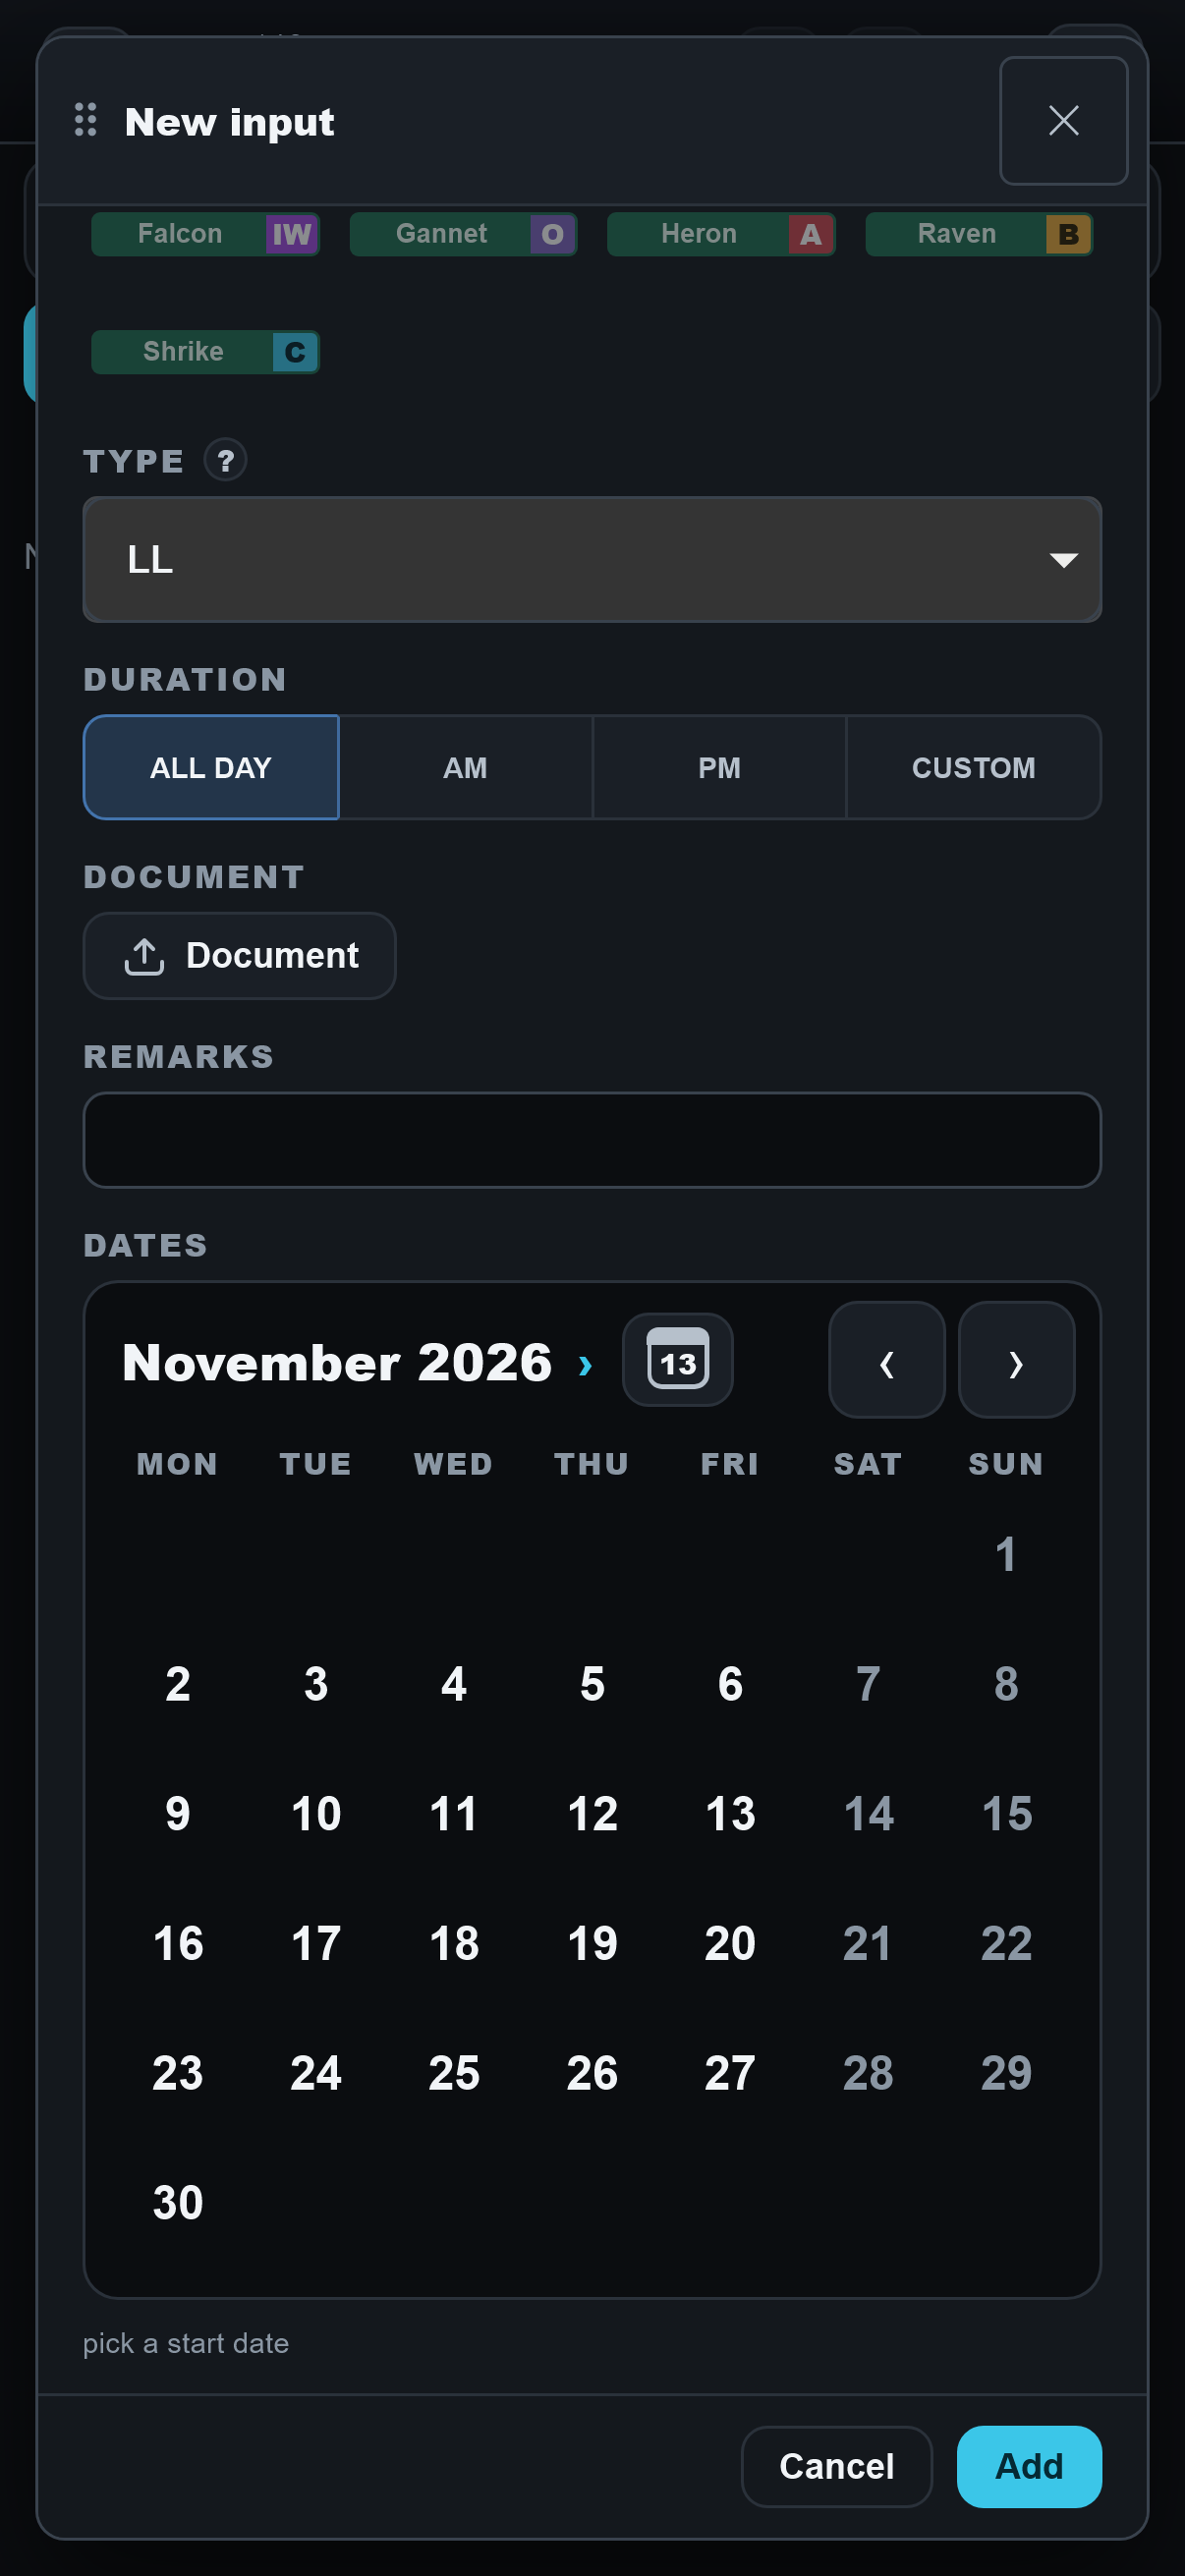 New input
Falcon IW Gannet O Heron A Raven B
Shrike C
TYPE ?
LL
DURATION
ALL DAY AM PM CUSTOM
DOCUMENT
Document
REMARKS
DATES
November 2026 › 13 ‹ ›
MON TUE WED THU FRI SAT SUN
1
2 3 4 5 6 7 8
9 10 11 12 13 14 15
16 17 18 19 20 21 22
23 24 25 26 27 28 29
30
pick a start date
Cancel Add